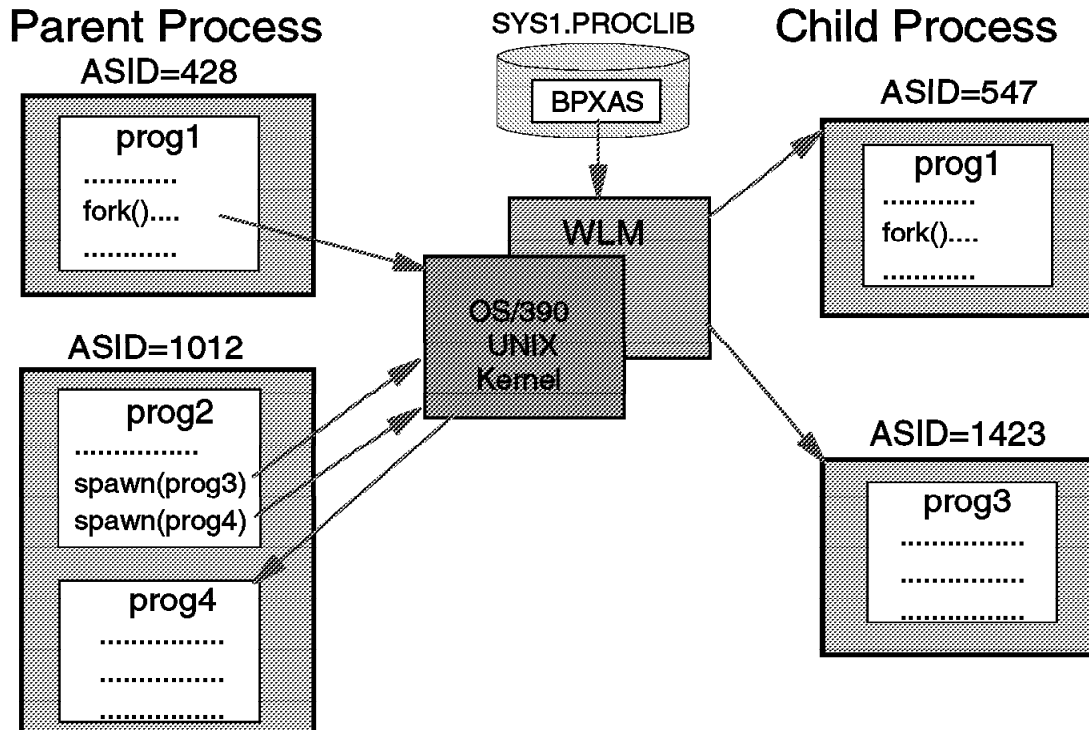 Parent Process
ASID=428
prog1
............
fork()....
............
ASID=1012
prog2
................
spawn(prog3)
spawn(prog4)
prog4
................
................
................
SYS1.PROCLIB
BPXAS
WLM
OS/390
UNIX
Kernel
Child Process
ASID=547
prog1
............
fork()....
............
ASID=1423
prog3
................
................
................